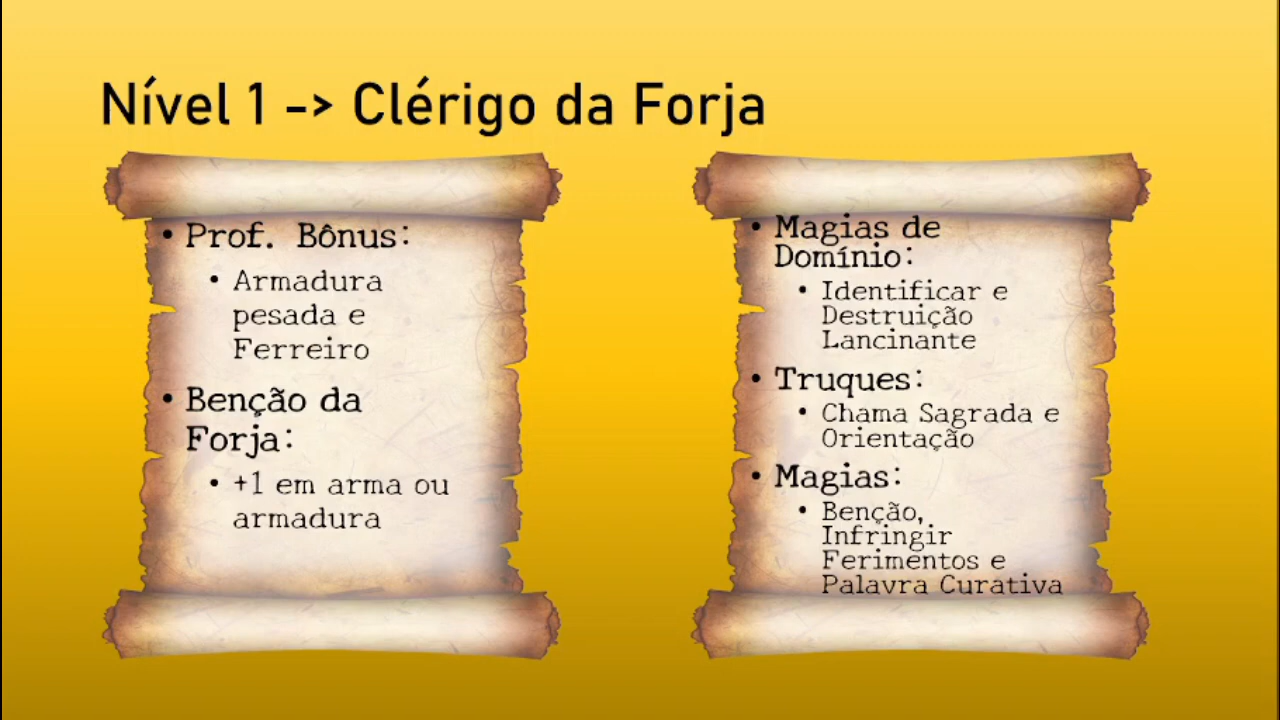 Nível 1 -> Clérigo da Forja
• Prof. Bônus:
• Armadura
pesada e
Ferreiro
• Benção da
Forja:
• +1 em arma ou
armadura
• Magias de
Domínio:
• Identificar e
Destruição
Lancinante
• Truques:
• Chama Sagrada e
Orientação
• Magias:
• Benção,
Infringir
Ferimentos e
Palavra Curativa